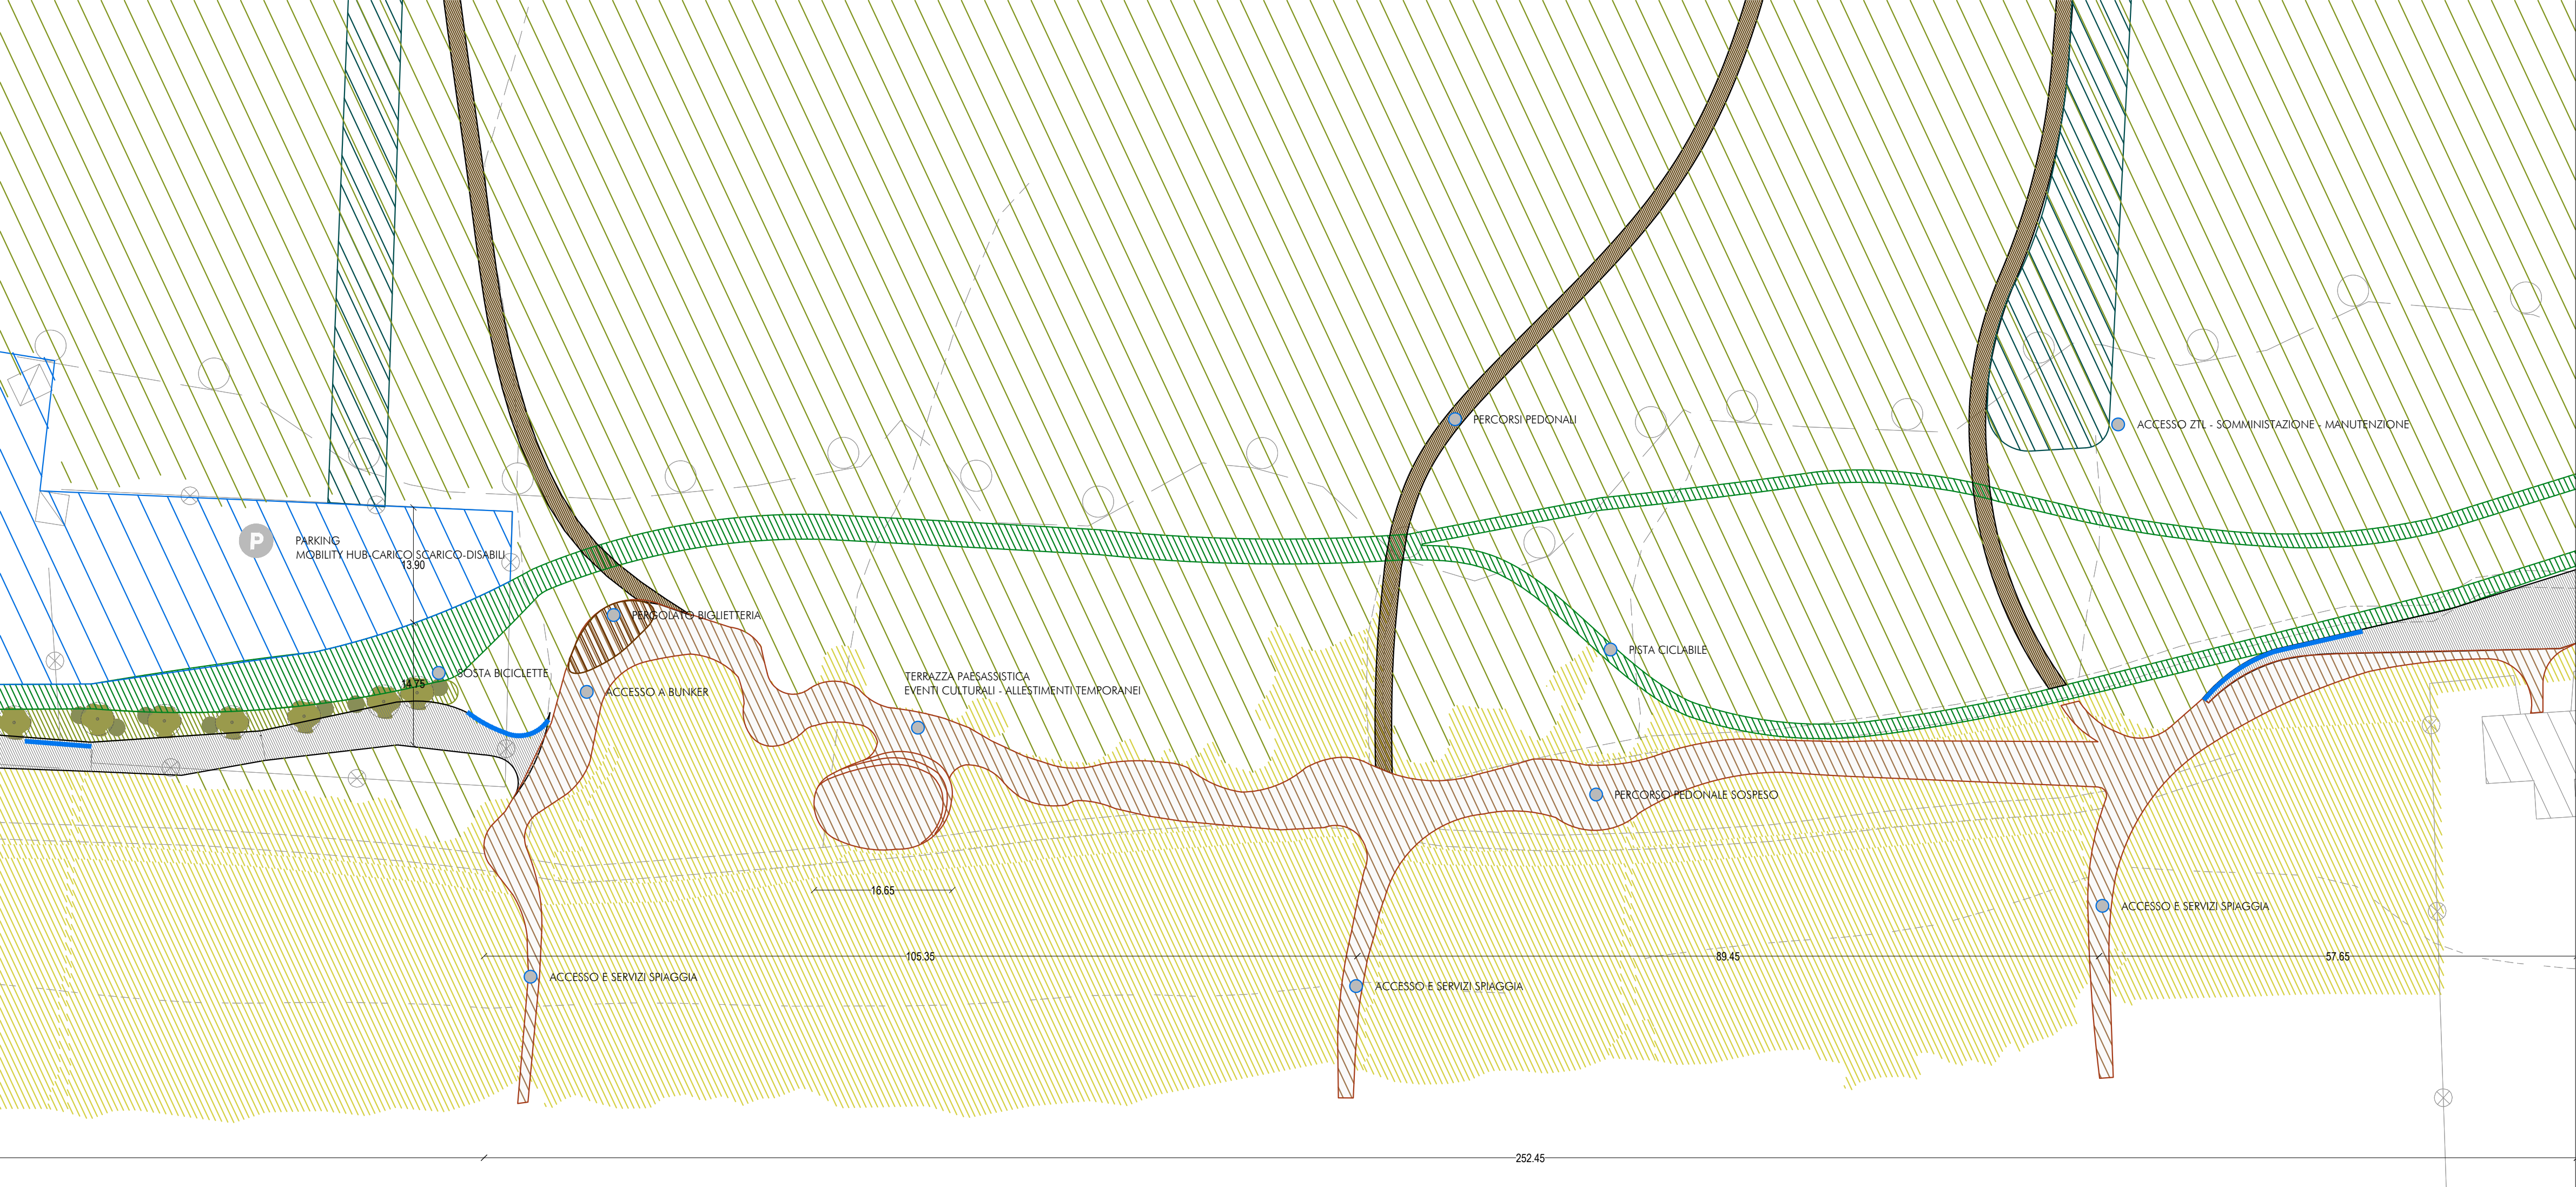 PERCORSI PEDONALI
ACCESSO ZTL - SOMMINISTAZIONE - MANUTENZIONE
P
PARKING
MOBILITY HUB-CARICO SCARICO-DISABILI
13.90
PERGOLATO BIGLIETTERIA
PISTA CICLABILE
SOSTA BICICLETTE
14.75
ACCESSO A BUNKER
TERRAZZA PAESASSISTICA
EVENTI CULTURALI - ALLESTIMENTI TEMPORANEI
PERCORSO PEDONALE SOSPESO
16.65
ACCESSO E SERVIZI SPIAGGIA
105.35
89.45
57.65
ACCESSO E SERVIZI SPIAGGIA
ACCESSO E SERVIZI SPIAGGIA
252.45